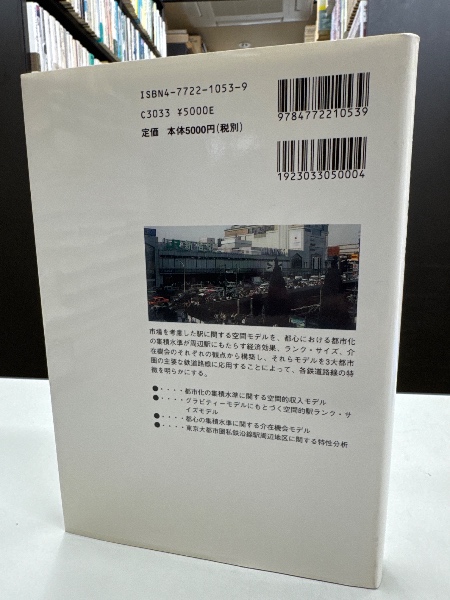 ISBN4-7722-1053-9
C3033 ¥5000E
定価 本体5000円(税別)
9784772210539
1923033050004
市場を考慮した駅に関する空間モデルを、都心における都市化
の集積水準が周辺駅にもたらす経済効果、ランク・サイズ、介
在機会のそれぞれの観点から構築し、それらモデルを3大都市
圏の主要な鉄道路線に応用することによって、各鉄道路線の特
徴を明らかにする。
●・・・・都市化の集積水準に関する空間的収入モデル
●・・・・グラビティーモデルにもとづく空間的駅ランク・サ
イズモデル
●・・・・都心の集積水準に関する介在機会モデル
●・・・・東京大都市圏私鉄沿線駅周辺地区に関する特性分析